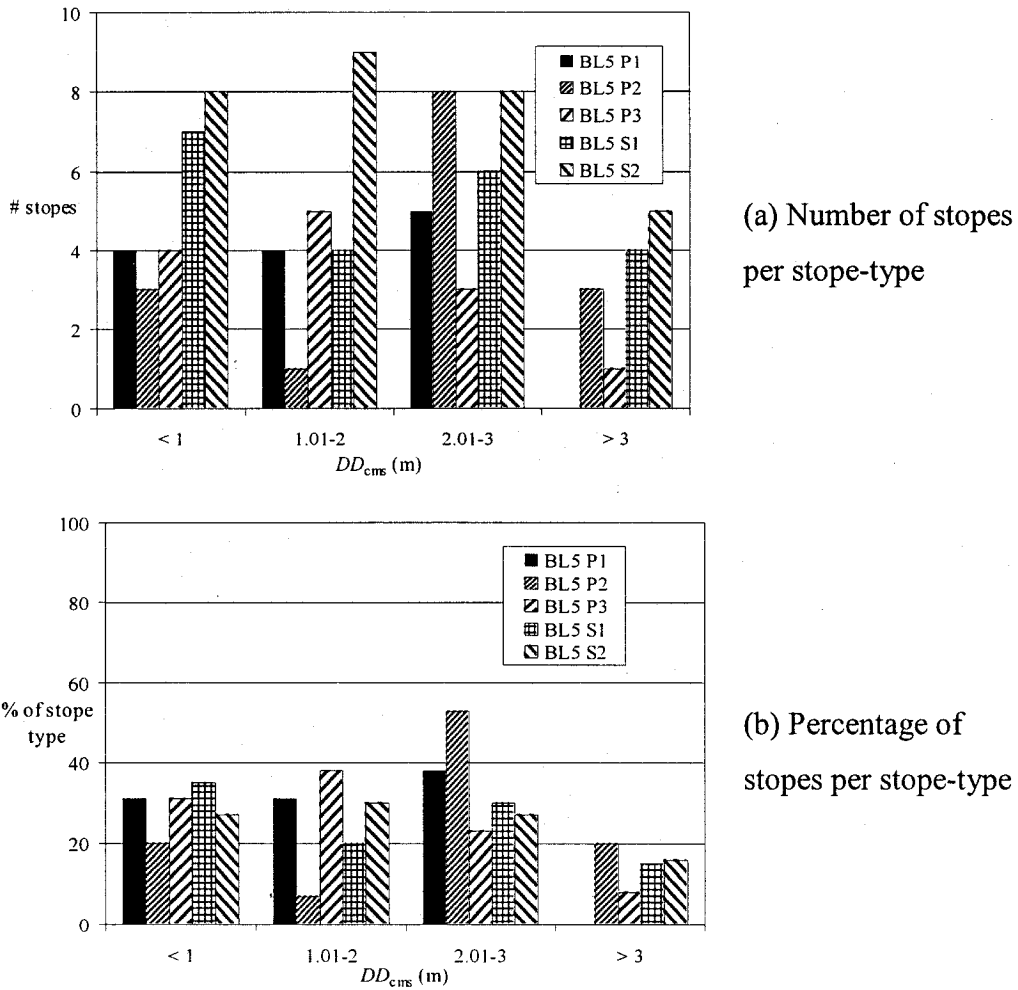 10
8
6
# stopes
4
2
0
BL5 P1
BL5 P2
BL5 P3
BL5 S1
BL5 S2
< 1
1.01-2
2.01-3
> 3
DDcms (m)
(a) Number of stopes
per stope-type
100
80
60
% of stope
type
40
20
0
BL5 P1
BL5 P2
BL5 P3
BL5 S1
BL5 S2
< 1
1.01-2
2.01-3
> 3
DDcms (m)
(b) Percentage of
stopes per stope-type